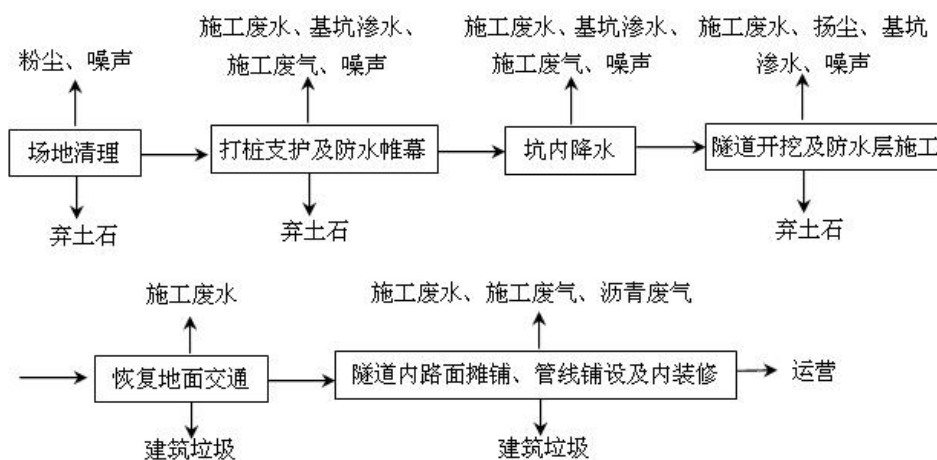 粉尘、噪声
施工废水、基坑渗水、
施工废气、噪声
施工废水、基坑渗水、
施工废气、噪声
施工废水、扬尘、基坑
渗水、噪声
场地清理
打桩支护及防水帷幕
坑内降水
隧道开挖及防水层施工
弃土石
弃土石
弃土石
施工废水
施工废水、施工废气、沥青废气
恢复地面交通
隧道内路面摊铺、管线铺设及内装修
运营
建筑垃圾
建筑垃圾